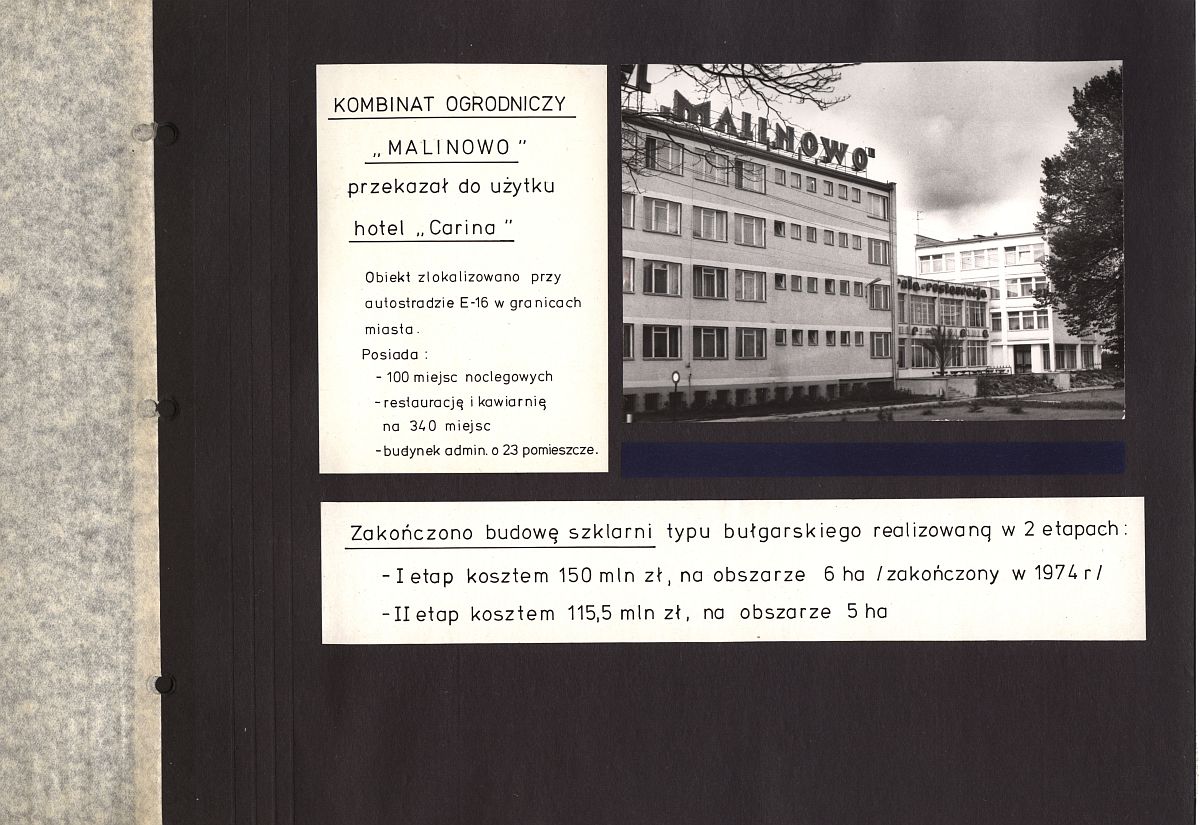 KOMBINAT OGRODNICZY
„MALINOWO"
przekazał do użytku
hotel „Carina"
Obiekt zlokalizowano przy
autostradzie E-16 w granicach
miasta.
Posiada :
- 100 miejsc noclegowych
- restaurację i kawiarnię
na 340 miejsc
- budynek admin. o 23 pomieszcze.
„MALINOWO"
restauracja
Zakończono budowę szklarni typu bułgarskiego realizowaną w 2 etapach :
- I etap kosztem 150 mln zł, na obszarze 6 ha /zakończony w 1974 r/
- II etap kosztem 115,5 mln zł, na obszarze 5 ha